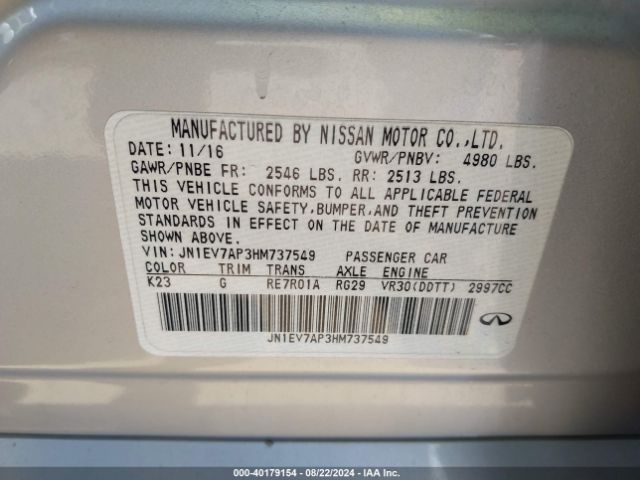 MANUFACTURED BY NISSAN MOTOR CO.,LTD.
DATE: 11/16 GVWR/PNBV: 4980 LBS.
GAWR/PNBE FR: 2546 LBS. RR: 2513 LBS.
THIS VEHICLE CONFORMS TO ALL APPLICABLE FEDERAL
MOTOR VEHICLE SAFETY,BUMPER,AND THEFT PREVENTION
STANDARDS IN EFFECT ON THE DATE OF MANUFACTURE
SHOWN ABOVE.
VIN: JN1EV7AP3HM737549 PASSENGER CAR
COLOR TRIM TRANS AXLE ENGINE
K23 G RE7R01A RG29 VR30(DDTT) 2997CC
JN1EV7AP3HM737549
000-40179154 - 08/22/2024 - IAA Inc.